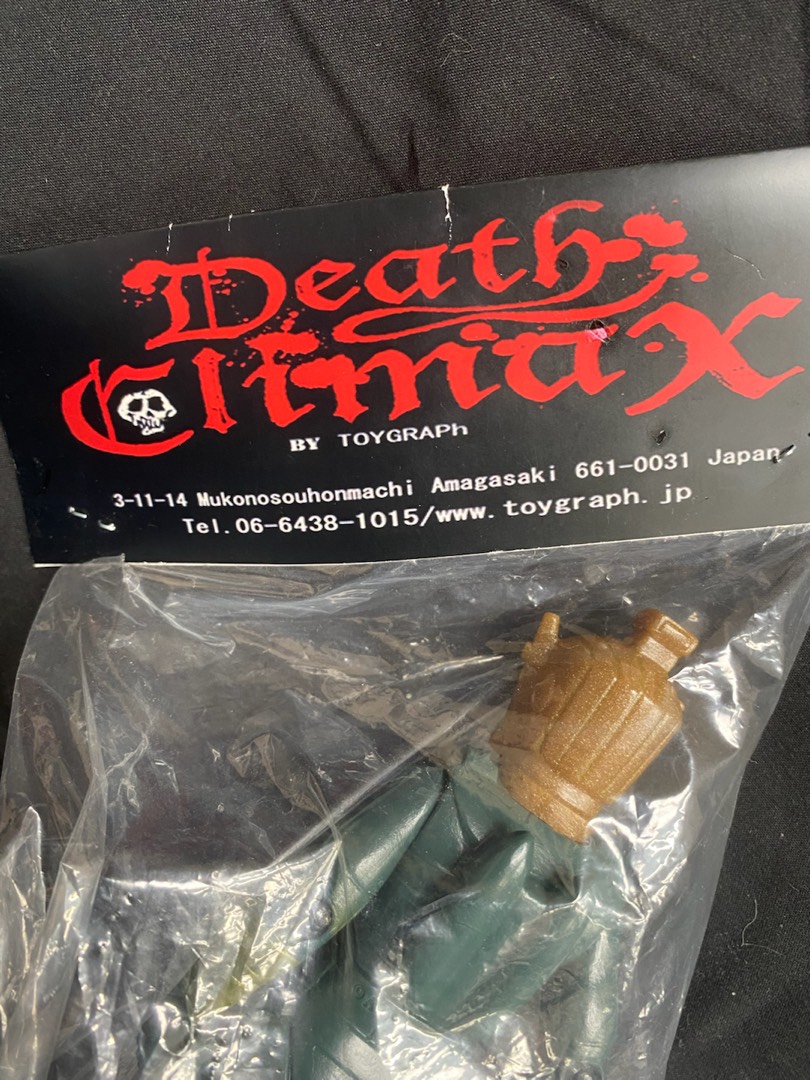 Death
Climax
BY TOYGRAPh
3-11-14 Mukonosouhonmachi Amagasaki 661-0031 Japan
Tel.06-6438-1015/www.toygraph.jp